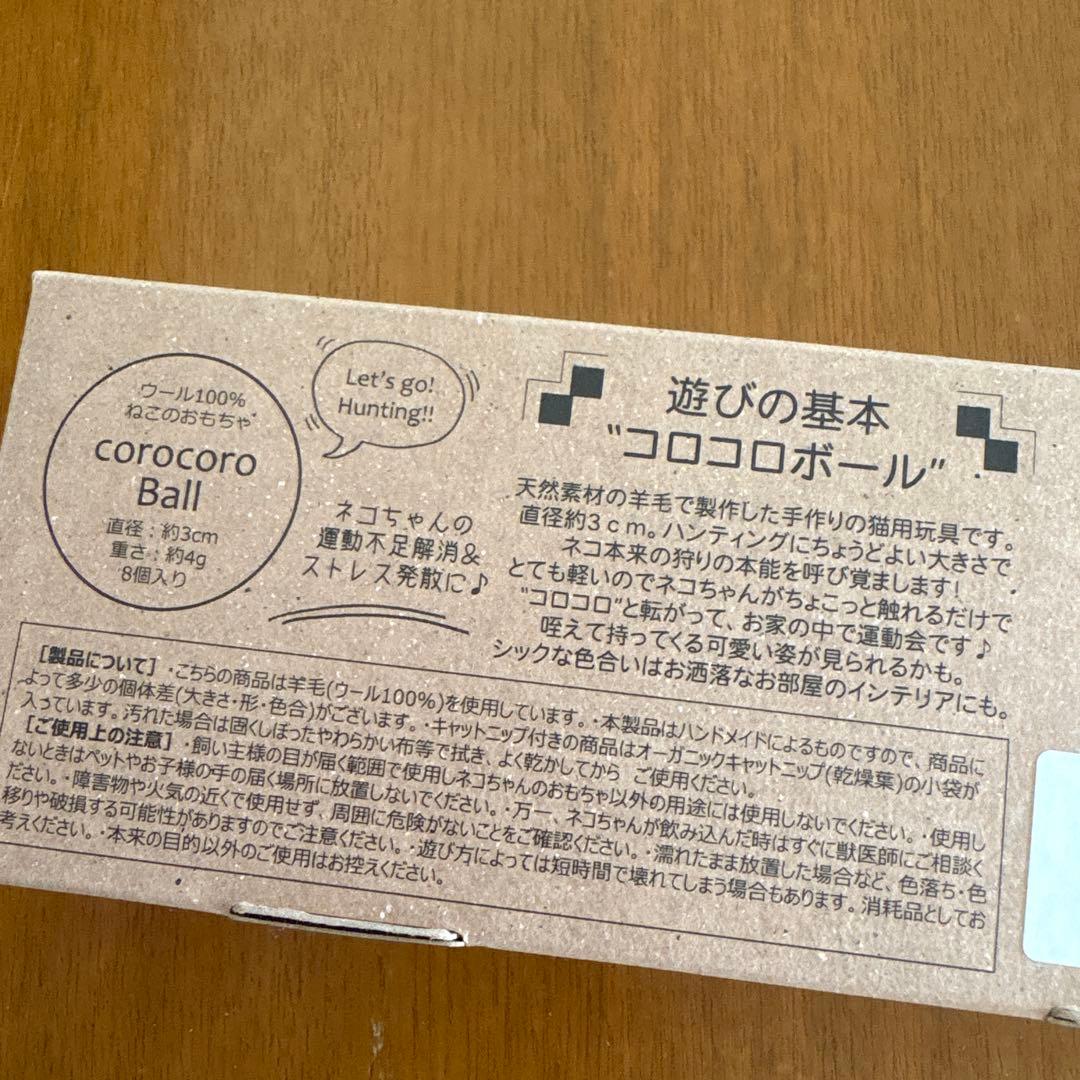 ウール100%
ねこのおもちゃ
corocoro
Ball
直径：約3cm
重さ：約4g
8個入り
Let's go!
Hunting!!
ネコちゃんの
運動不足解消&
ストレス発散に♪
遊びの基本
"コロコロボール"
天然素材の羊毛で製作した手作りの猫用玩具です。
直径約3cm。ハンティングにちょうどよい大きさで
ネコ本来の狩りの本能を呼び覚まします!
とても軽いのでネコちゃんがちょこっと触れるだけで
"コロコロ"と転がって、お家の中で運動会です♪
咥えて持ってくる可愛い姿が見られるかも。
シックな色合いはお洒落なお部屋のインテリアにも。
[製品について]・こちらの商品は羊毛(ウール100%)を使用しています。・本製品はハンドメイドによるものですので、商品に
よって多少の個体差(大きさ・形・色合)がございます。・キャットニップ付きの商品はオーガニックキャットニップ(乾燥葉)の小袋が
入っています。汚れた場合は固くしぼったやわらかい布等で拭き、よく乾かしてから ご使用ください。
[ご使用上の注意]・飼い主様の目が届く範囲で使用しネコちゃんのおもちゃ以外の用途には使用しないでください。・使用し
ないときはペットやお子様の手の届く場所に放置しないでください。・万一、ネコちゃんが飲み込んだ時はすぐに獣医師にご相談く
ださい。・障害物や火気の近くで使用せず、周囲に危険がないことをご確認ください。・濡れたまま放置した場合など、色落ち・色
移りや破損する可能性がありますのでご注意ください。・遊び方によっては短時間で壊れてしまう場合もあります。消耗品としてお
考えください。・本来の目的以外のご使用はお控えください。